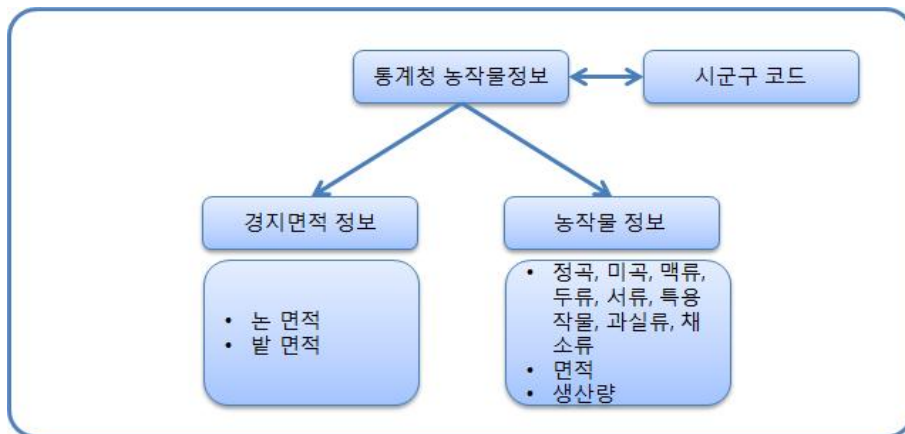 통계청 농작물정보
시군구 코드
경지면적 정보
농작물 정보
• 논 면적
• 밭 면적
• 정곡, 미곡, 맥류,
두류, 서류, 특용
작물, 과실류, 채
소류
• 면적
• 생산량